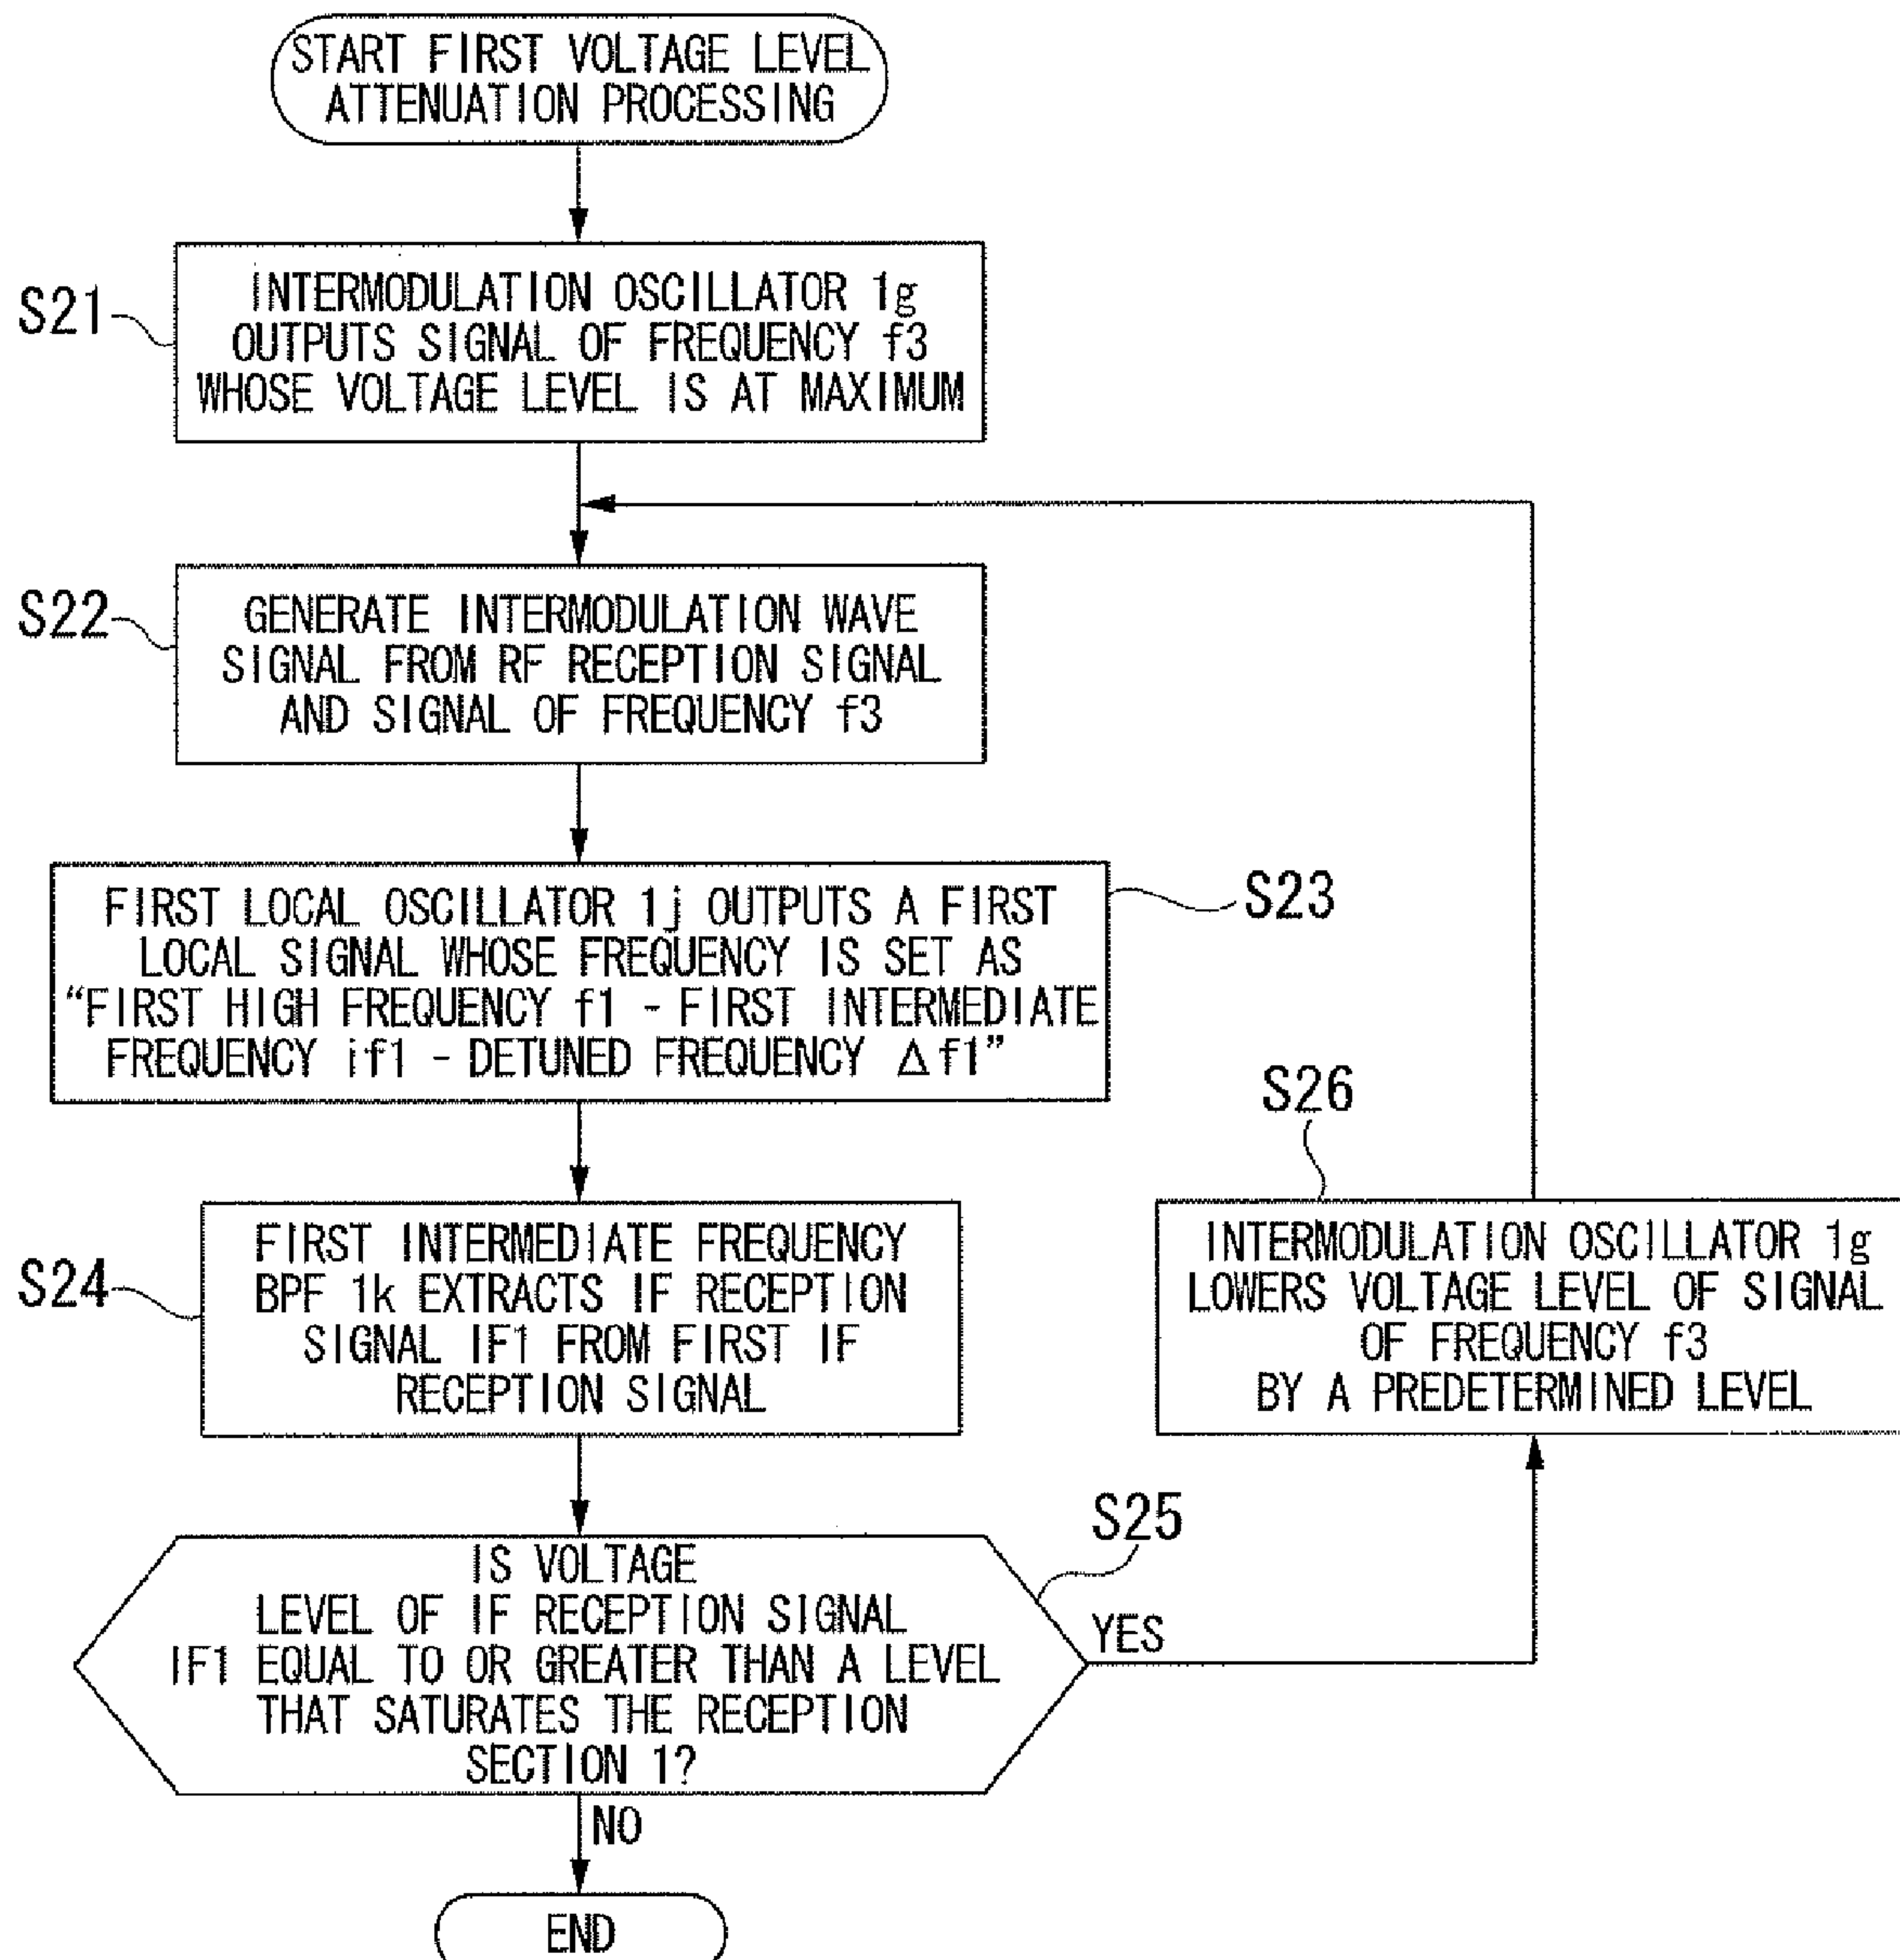 START FIRST VOLTAGE LEVEL
ATTENUATION PROCESSING
S21
INTERMODULATION OSCILLATOR 1g
OUTPUTS SIGNAL OF FREQUENCY f3
WHOSE VOLTAGE LEVEL IS AT MAXIMUM
S22
GENERATE INTERMODULATION WAVE
SIGNAL FROM RF RECEPTION SIGNAL
AND SIGNAL OF FREQUENCY f3
S23
FIRST LOCAL OSCILLATOR 1j OUTPUTS A FIRST
LOCAL SIGNAL WHOSE FREQUENCY IS SET AS
“FIRST HIGH FREQUENCY f1 - FIRST INTERMEDIATE
FREQUENCY if1 - DETUNED FREQUENCY Δf1”
S24
FIRST INTERMEDIATE FREQUENCY
BPF 1k EXTRACTS IF RECEPTION
SIGNAL IF1 FROM FIRST IF
RECEPTION SIGNAL
S26
INTERMODULATION OSCILLATOR 1g
LOWERS VOLTAGE LEVEL OF SIGNAL
OF FREQUENCY f3
BY A PREDETERMINED LEVEL
S25
IS VOLTAGE
LEVEL OF IF RECEPTION SIGNAL
IF1 EQUAL TO OR GREATER THAN A LEVEL
THAT SATURATES THE RECEPTION
SECTION 1?
YES
NO
END